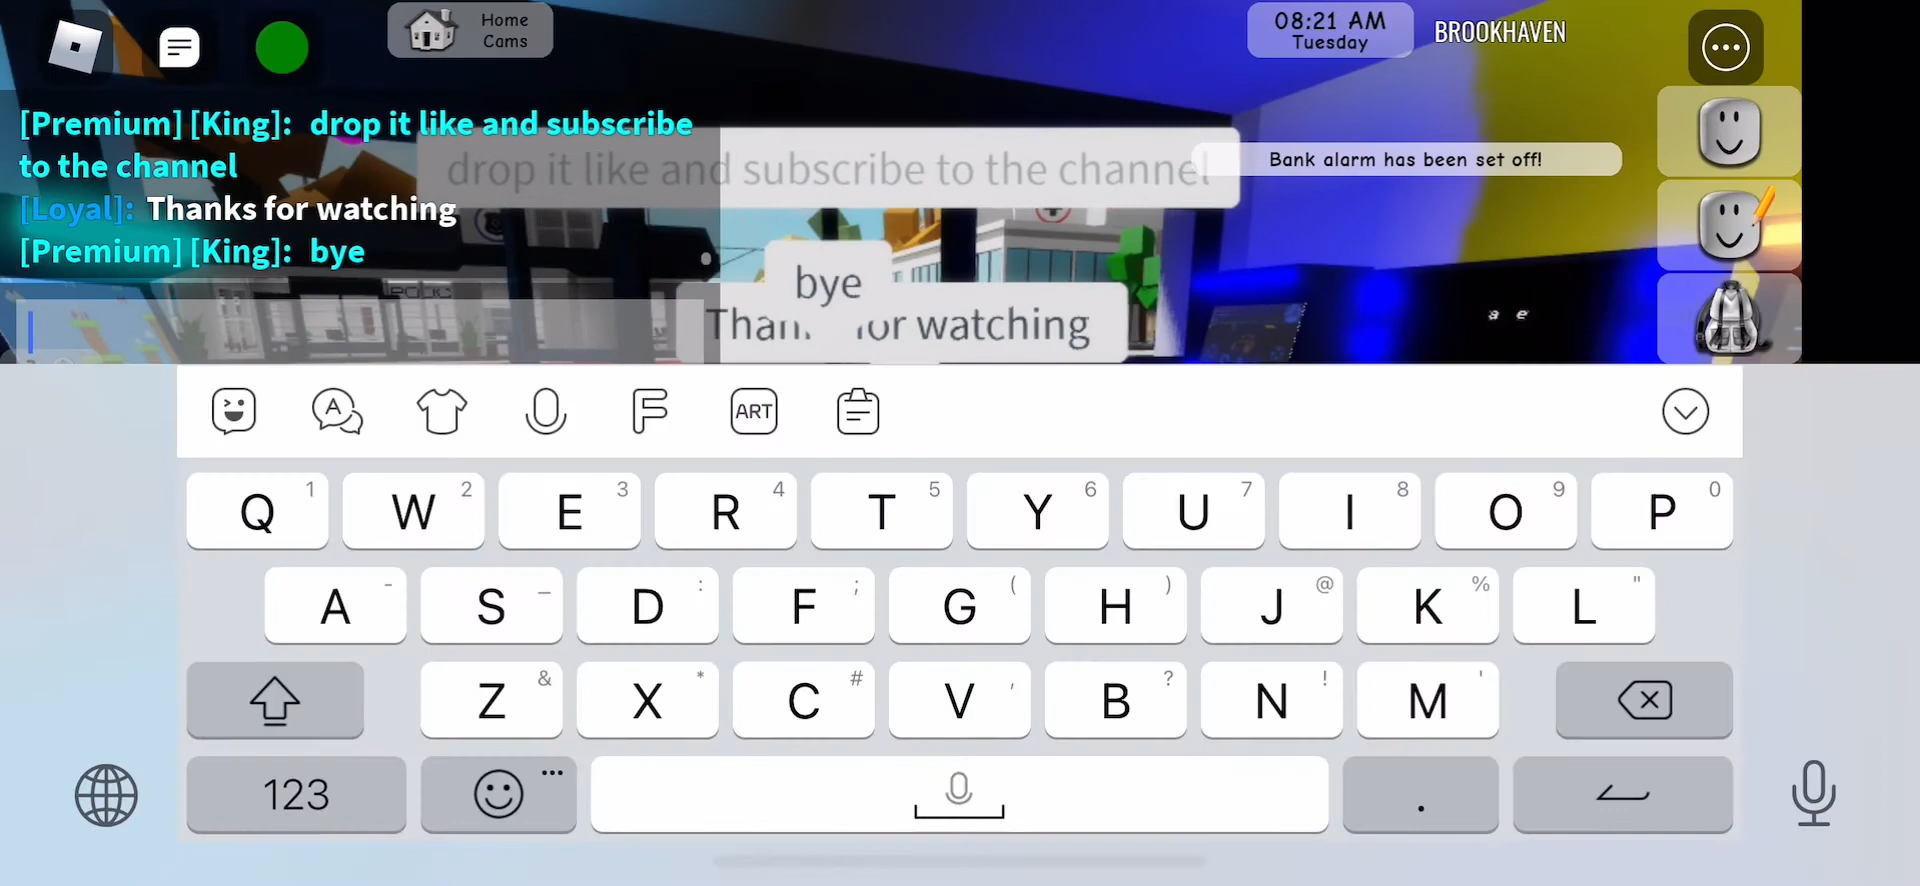 Home
Cams
08:21 AM
Tuesday
BROOKHAVEN
[Premium] [King]: drop it like and subscribe
to the channel
[Loyal]: Thanks for watching
[Premium] [King]: bye
drop it like and subscribe to the channel
Bank alarm has been set off!
bye
for watching
ART
Q 1 W 2 E 3 R 4 T 5 Y 6 U 7 I 8 O 9 P 0
A - S _ D : F ; G ( H ) J @ K % L "
Z & X * C # V , B ? N ! M '
123 .